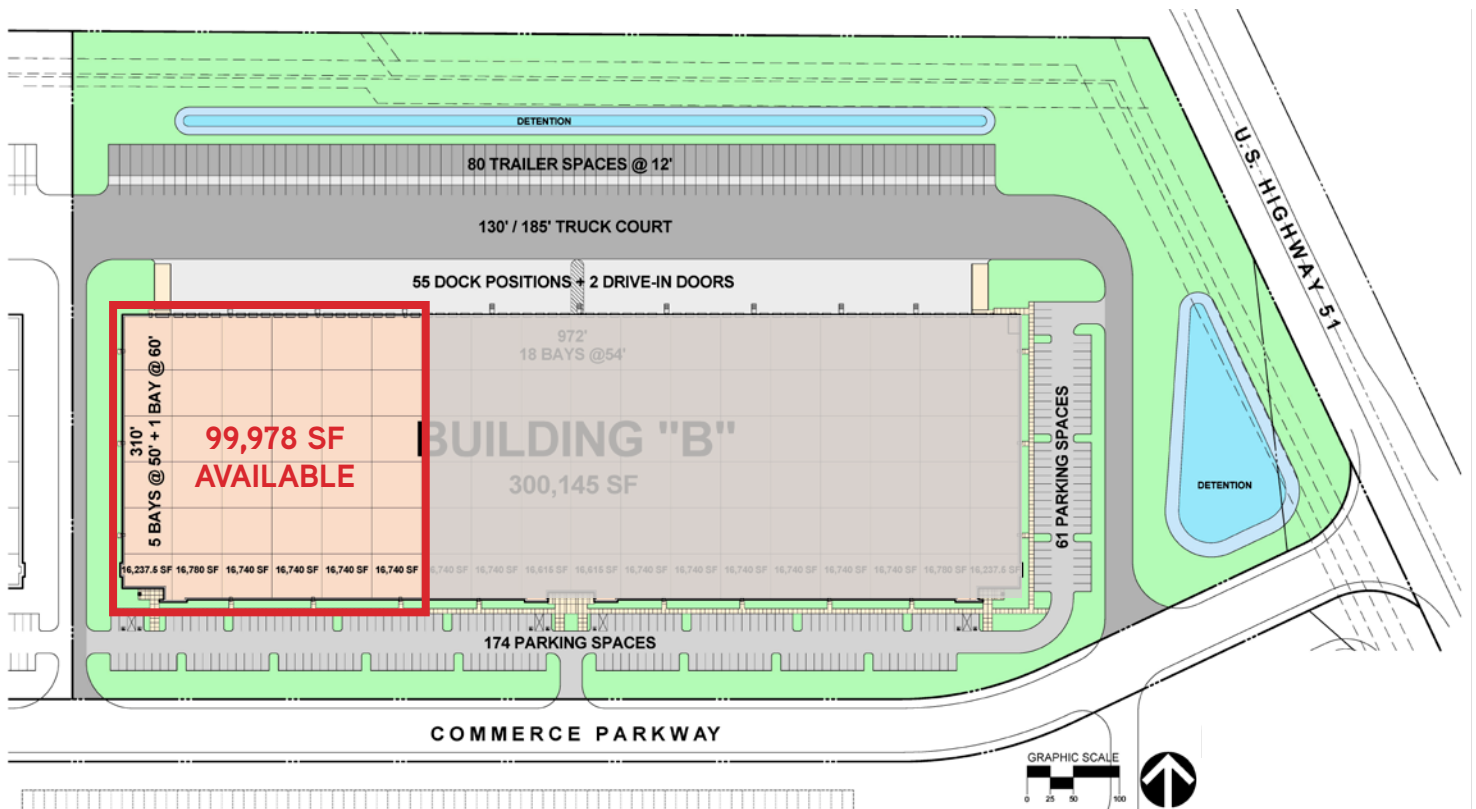 DETENTION
80 TRAILER SPACES @ 12'
130' / 185' TRUCK COURT
U.S. HIGHWAY 51
55 DOCK POSITIONS + 2 DRIVE-IN DOORS
972'
18 BAYS @54'
310'
5 BAYS @ 50' + 1 BAY @ 60'
99,978 SF
AVAILABLE
BUILDING "B"
300,145 SF
61 PARKING SPACES
DETENTION
16,237.5 SF 16,780 SF 16,740 SF 16,740 SF 16,740 SF 16,740 SF 16,740 SF 16,740 SF 16,615 SF 16,615 SF 16,740 SF 16,740 SF 16,740 SF 16,740 SF 16,740 SF 16,740 SF 16,780 SF 16,237.5 SF
174 PARKING SPACES
COMMERCE PARKWAY
GRAPHIC SCALE
0 25 50 100